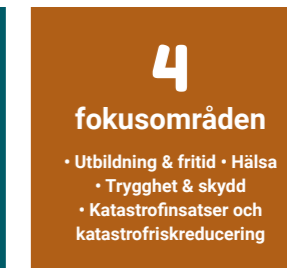 4
fokusområden
• Utbildning & fritid • Hälsa
• Trygghet & skydd
• Katastrofinsatser och
katastrofriskreducering